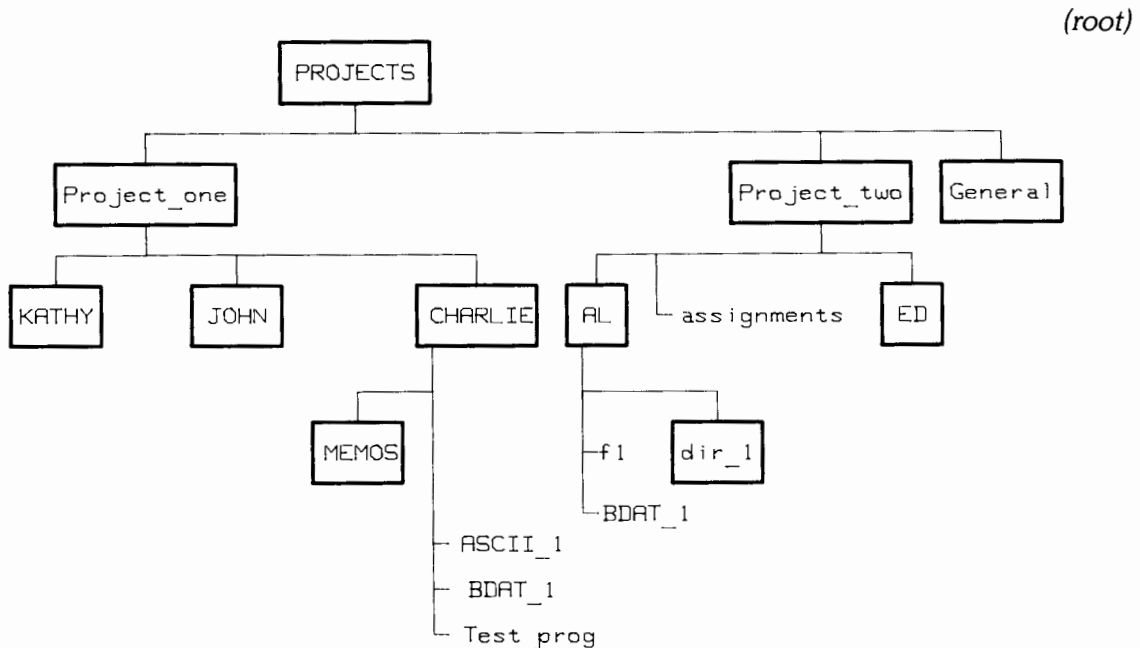 (root)
PROJECTS
Project_one
Project_two
General
KATHY
JOHN
CHARLIE
AL
assignments
ED
MEMOS
f1
dir_1
BDAT_1
ASCII_1
BDAT_1
Test prog